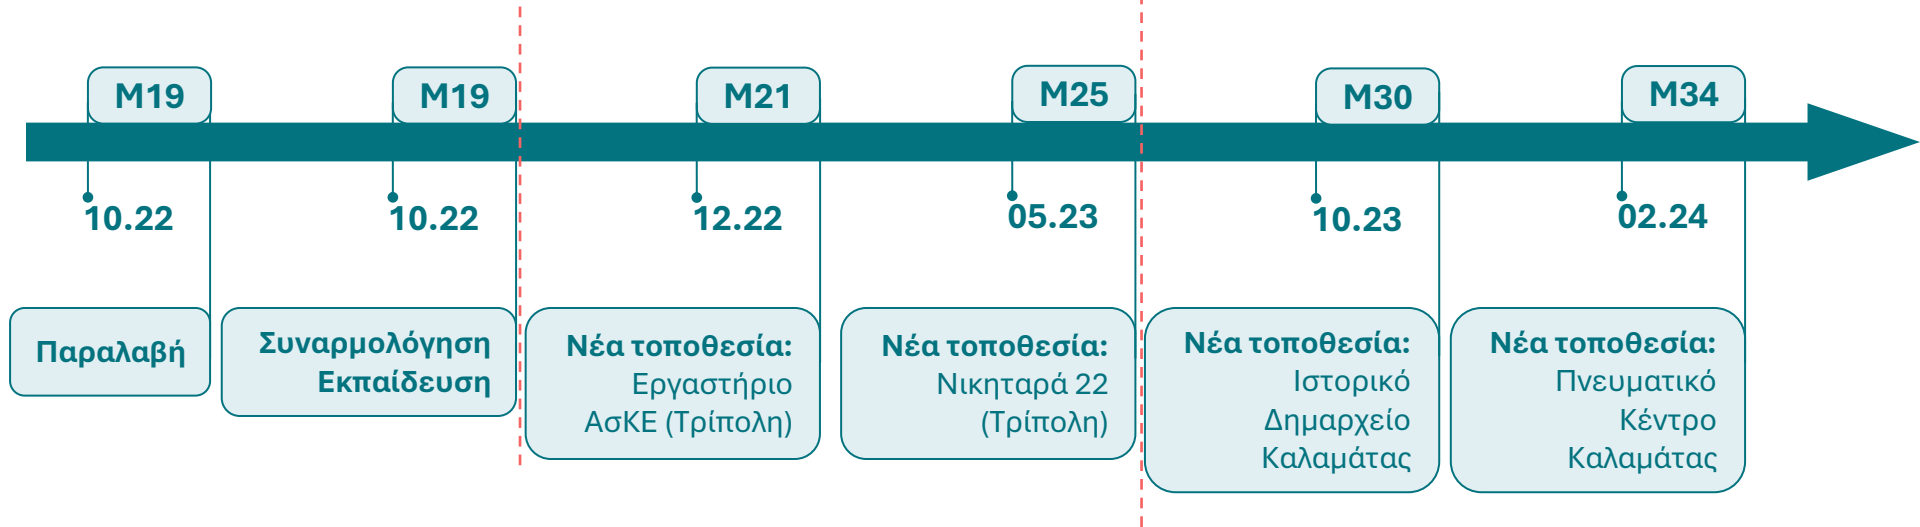 M19
M19
M21
M25
M30
M34
10.22
10.22
12.22
05.23
10.23
02.24
Παραλαβή
Συναρμολόγηση
Εκπαίδευση
Νέα τοποθεσία:
Εργαστήριο
ΑσΚΕ (Τρίπολη)
Νέα τοποθεσία:
Νικηταρά 22
(Τρίπολη)
Νέα τοποθεσία:
Ιστορικό
Δημαρχείο
Καλαμάτας
Νέα τοποθεσία:
Πνευματικό
Κέντρο
Καλαμάτας